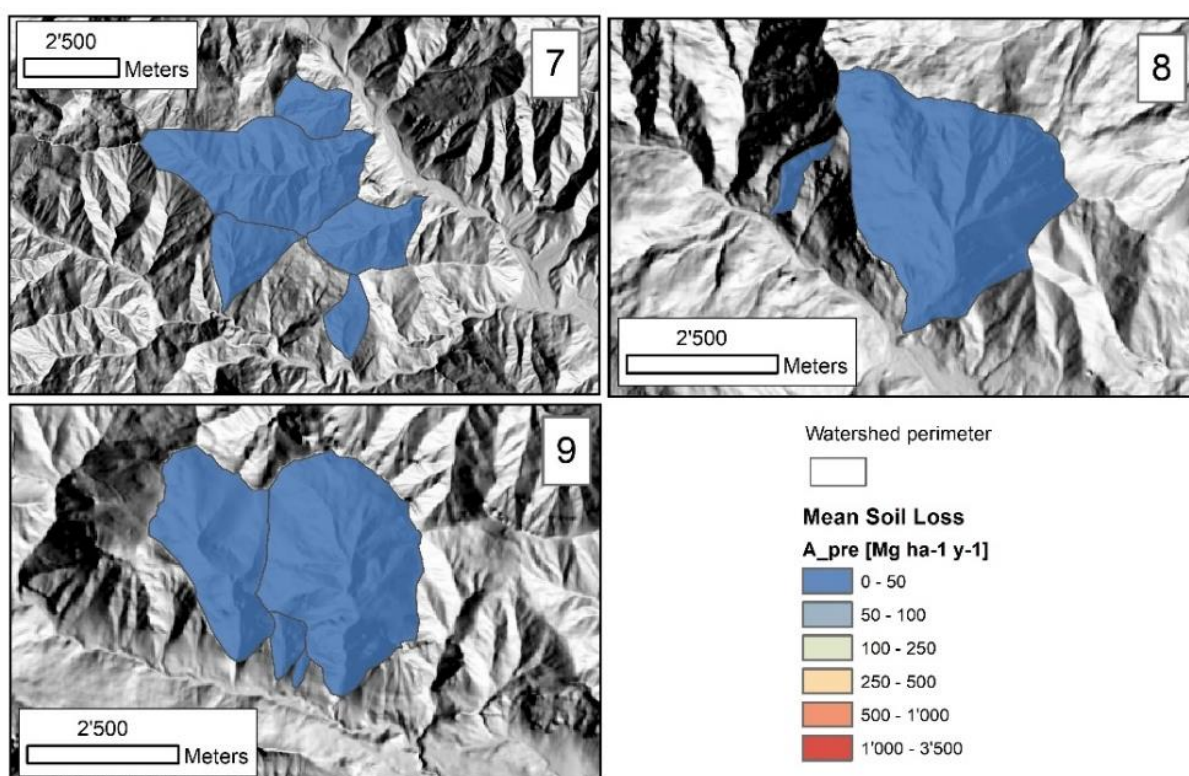 2'500
Meters
7
8
2'500
Meters
9
2'500
Meters
Watershed perimeter
Mean Soil Loss
A_pre [Mg ha-1 y-1]
0 - 50
50 - 100
100 - 250
250 - 500
500 - 1'000
1'000 - 3'500